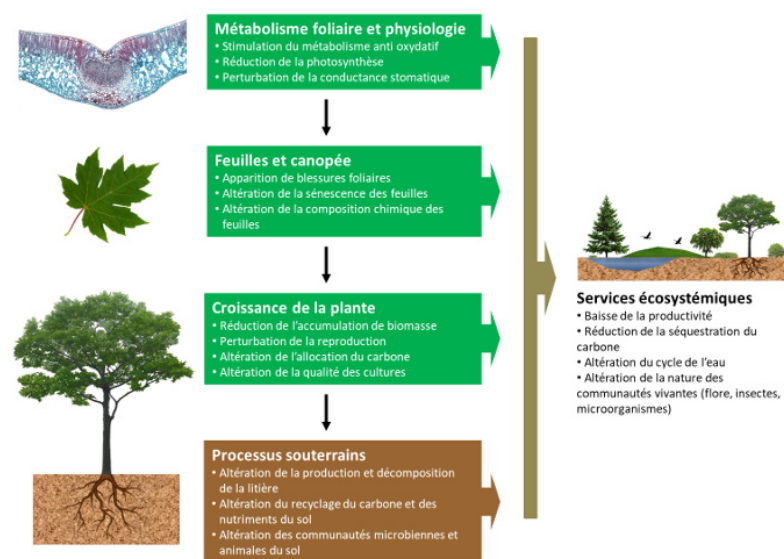 Métabolisme foliaire et physiologie
• Stimulation du métabolisme anti oxydatif
• Réduction de la photosynthèse
• Perturbation de la conductance stomatique
Feuilles et canopée
• Apparition de blessures foliaires
• Altération de la sénescence des feuilles
• Altération de la composition chimique des
feuilles
Croissance de la plante
• Réduction de l'accumulation de biomasse
• Perturbation de la reproduction
• Altération de l'allocation du carbone
• Altération de la qualité des cultures
Processus souterrains
• Altération de la production et décomposition
de la litière
• Altération du recyclage du carbone et des
nutriments du sol
• Altération des communautés microbiennes et
animales du sol
Services écosystémiques
• Baisse de la productivité
• Réduction de la séquestration du
carbone
• Altération du cycle de l'eau
• Altération de la nature des
communautés vivantes (flore, insectes,
microorganismes)